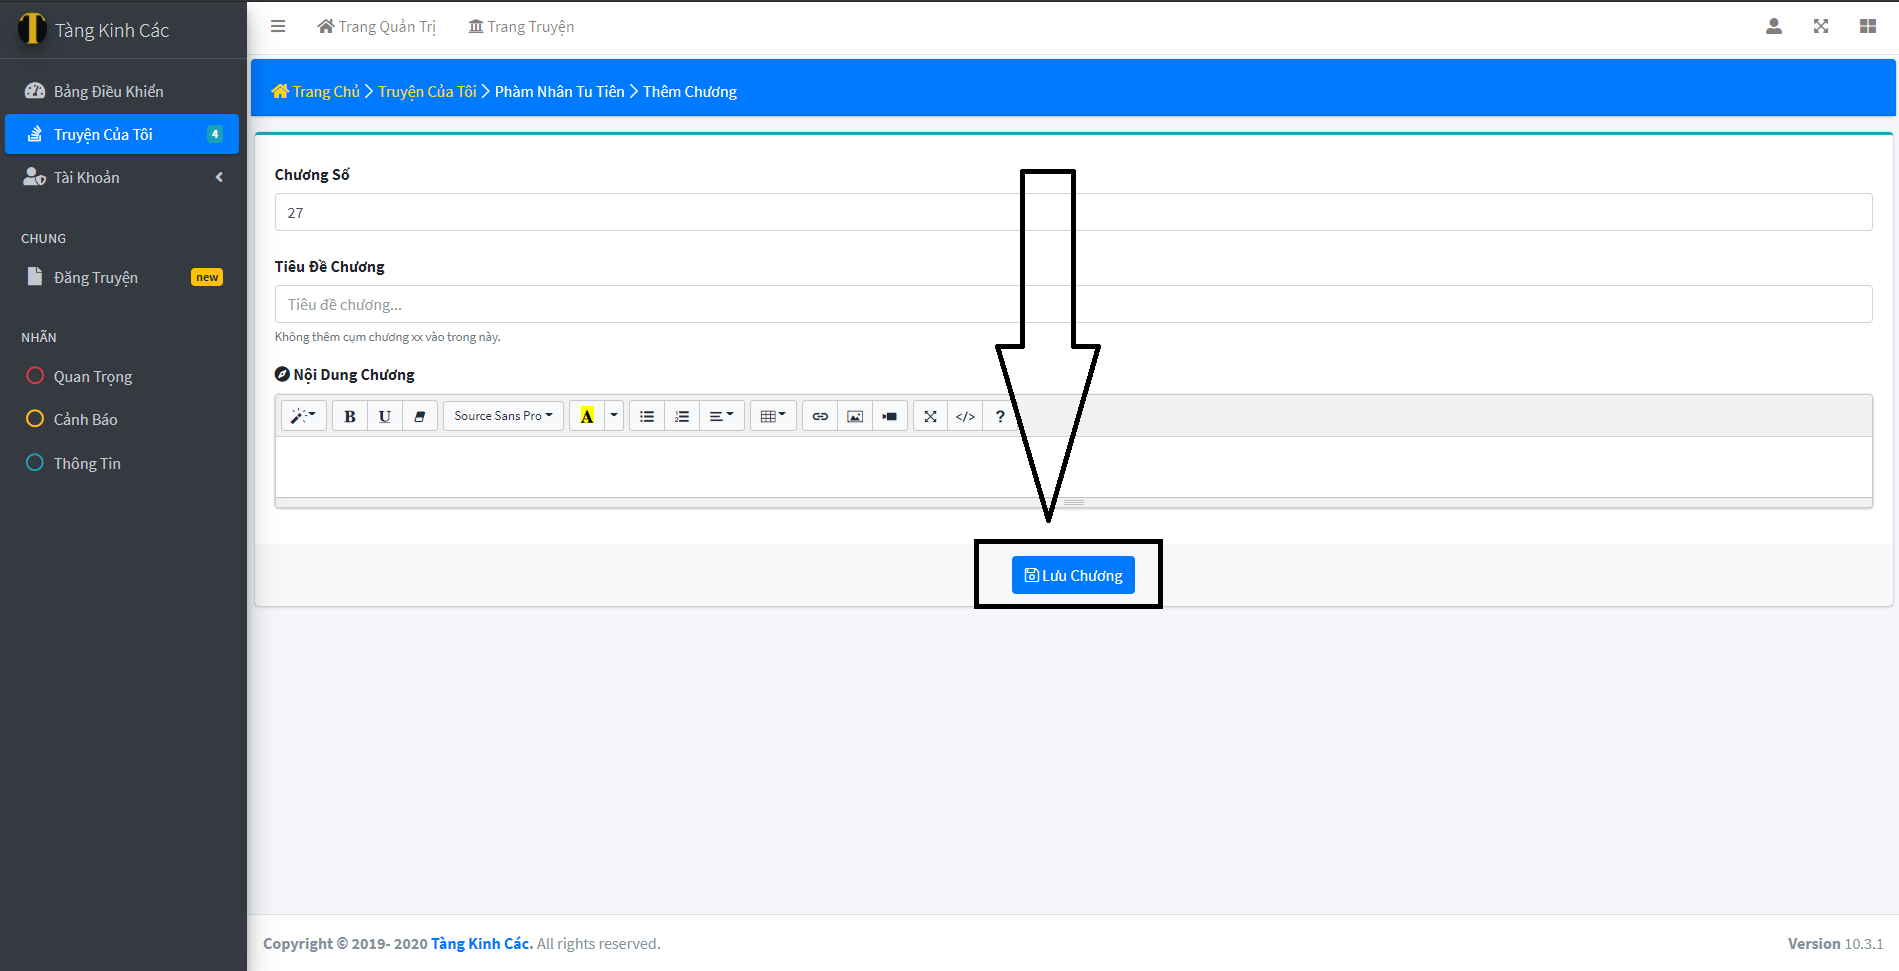 Tàng Kinh Các
Trang Quản Trị
Trang Truyện
Bảng Điều Khiển
Truyện Của Tôi 4
Tài Khoản
CHUNG
Đăng Truyện new
NHÃN
Quan Trọng
Cảnh Báo
Thông Tin
Trang Chủ > Truyện Của Tôi > Phàm Nhân Tu Tiên > Thêm Chương
Chương Số
27
Tiêu Đề Chương
Tiêu đề chương...
Không thêm cụm chương xx vào trong này.
Nội Dung Chương
B U Source Sans Pro A </> ?
Lưu Chương
Copyright © 2019- 2020 Tàng Kinh Các. All rights reserved.
Version 10.3.1